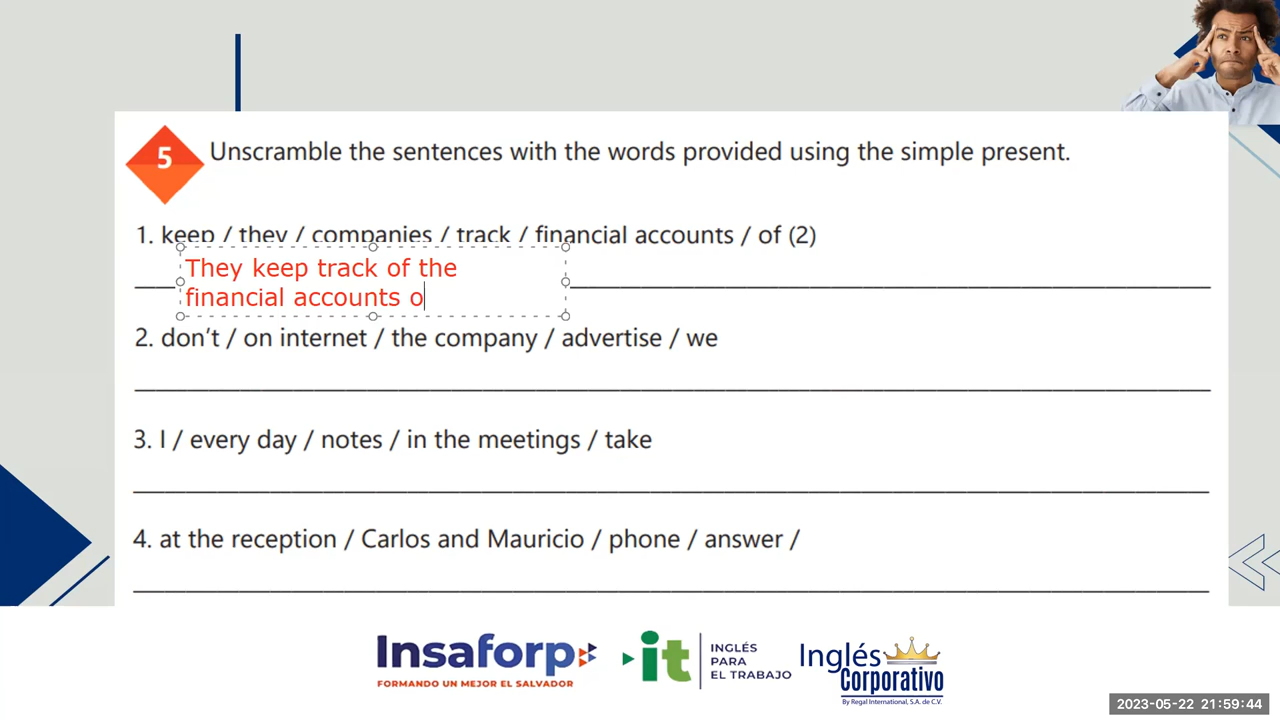 5
Unscramble the sentences with the words provided using the simple present.
1. keep / they / companies / track / financial accounts / of (2)
They keep track of the
financial accounts o
2. don’t / on internet / the company / advertise / we
3. I / every day / notes / in the meetings / take
4. at the reception / Carlos and Mauricio / phone / answer /
Insaforp
FORMANDO UN MEJOR EL SALVADOR
it
INGLÉS
PARA
EL TRABAJO
Inglés
Corporativo
By Regal International, S.A. de C.V.
2023-05-22 21:59:44